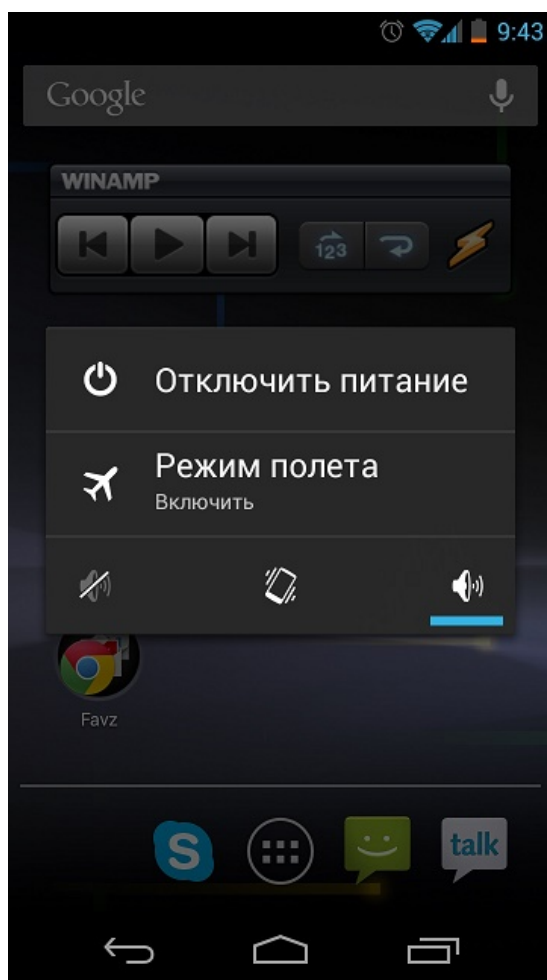 9:43
Google
WINAMP
123
Отключить питание
Режим полета
Включить
Favz
S
talk